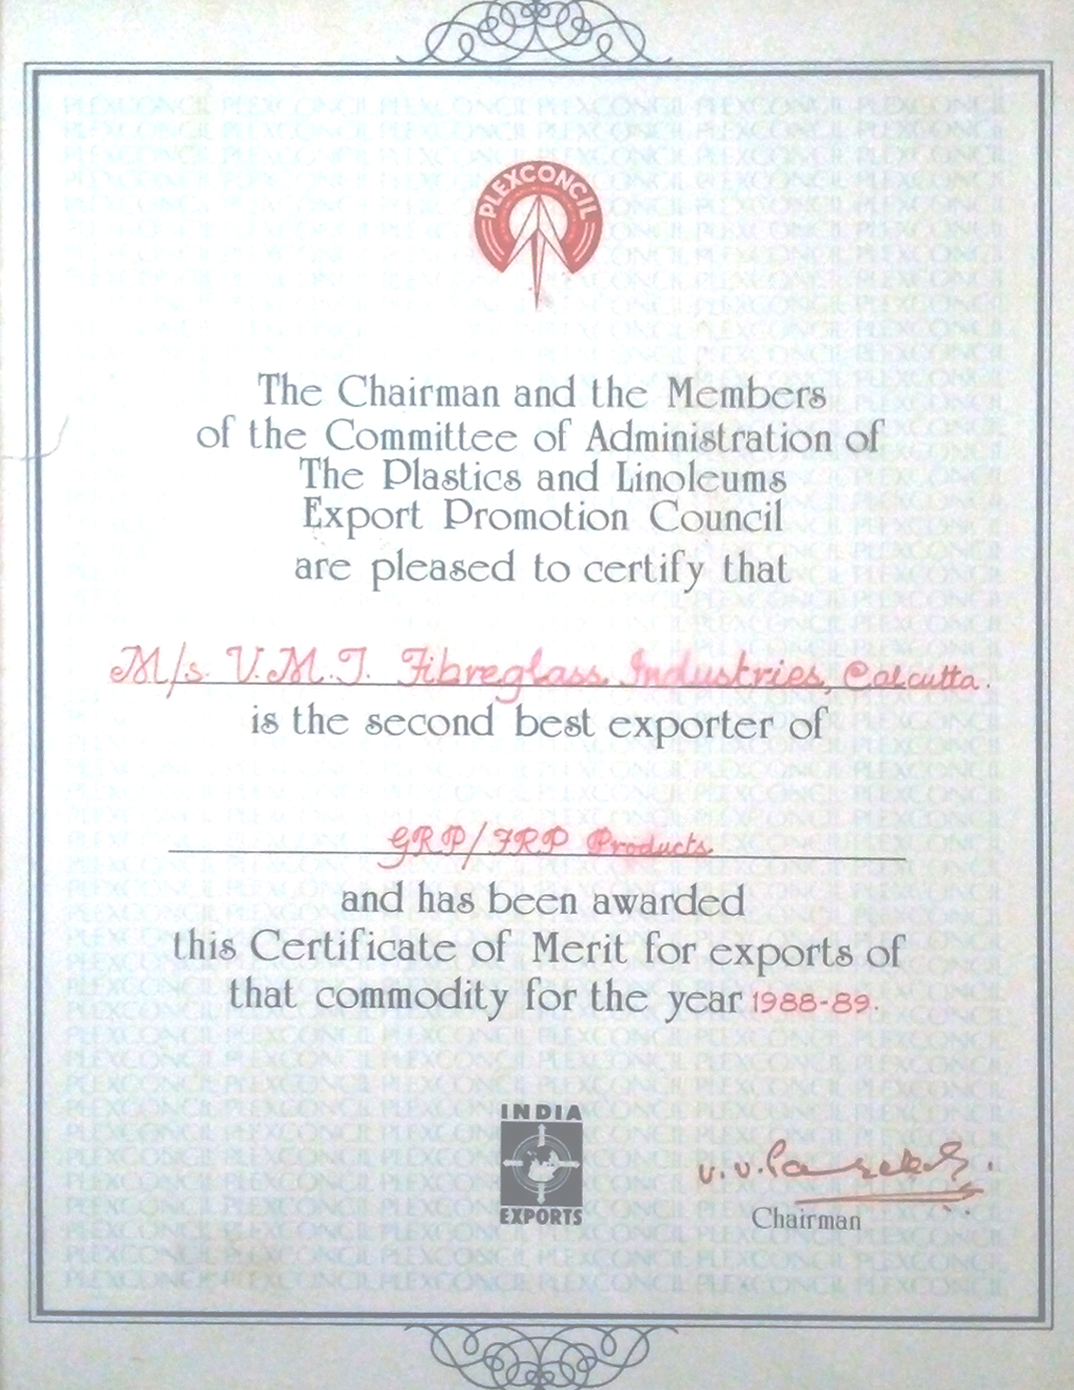 PLEXCONCIL
The Chairman and the Members
of the Committee of Administration of
The Plastics and Linoleums
Export Promotion Council
are pleased to certify that
M/s. V.M.T. Fibreglass Industries, Calcutta.
is the second best exporter of
GRP/FRP Products
and has been awarded
this Certificate of Merit for exports of
that commodity for the year 1988-89.
INDIA
EXPORTS
Chairman